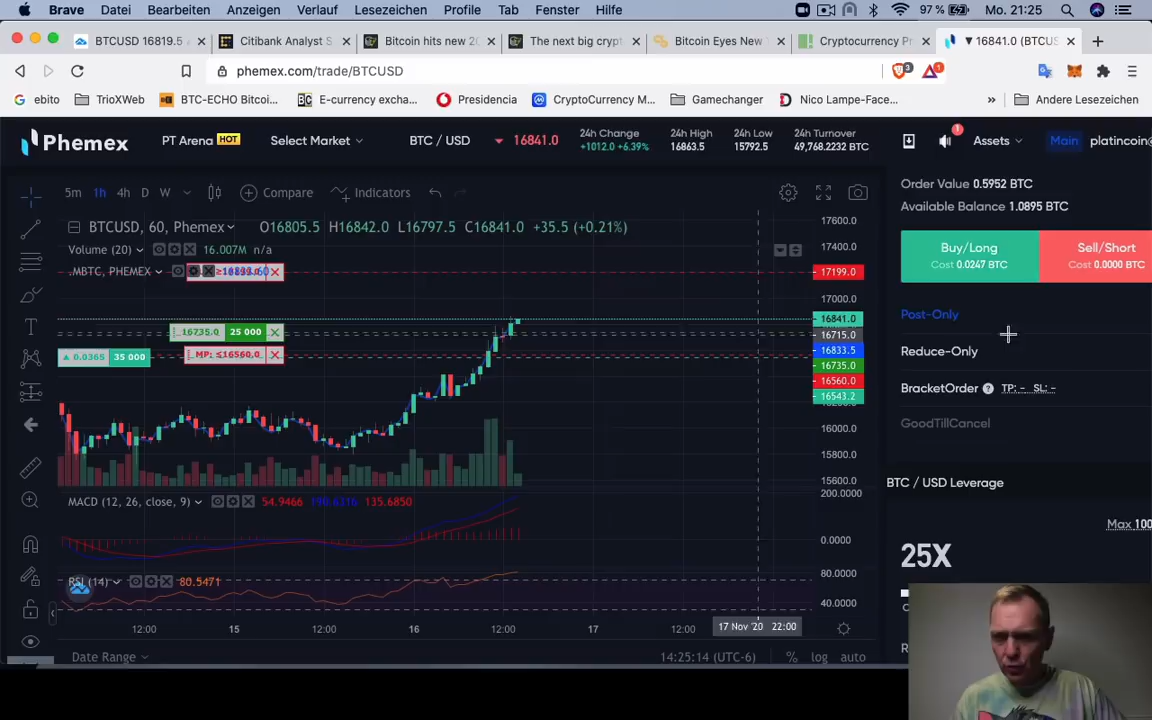 Brave Datei Bearbeiten Anzeigen Verlauf Lesezeichen Profile Tab Fenster Hilfe 97 % Mo. 21:25
BTCUSD 16819.5 Citibank Analyst S Bitcoin hits new 20 The next big crypt Bitcoin Eyes New Cryptocurrency Pr ▼ 16841.0 (BTCUS
phemex.com/trade/BTCUSD
ebito TrioXWeb BTC-ECHO Bitcoi... E-currency excha... Presidencia CryptoCurrency M... Gamechanger Nico Lampe-Face... » Andere Lesezeichen
Phemex PT Arena HOT Select Market BTC / USD ▼ 16841.0 24h Change 24h High 24h Low 24h Turnover Assets Main platincoin@
+1012.0 +6.39% 16863.5 15792.5 49,768.2232 BTC
Order Value 0.5952 BTC
5m 1h 4h D W Compare Indicators
Available Balance 1.0895 BTC
BTCUSD, 60, Phemex O16805.5 H16842.0 L16797.5 C16841.0 +35.5 (+0.21%)
Volume (20) 16.007M n/a
Buy/Long Sell/Short
Cost 0.0247 BTC Cost 0.0000 BTC
.MBTC, PHEMEX
17600.0
17400.0
17199.0
17000.0
16841.0
16715.0
16833.5
16735.0
16560.0
16543.2
16000.0
15800.0
15600.0
16735.0 25 000
MP: ≤16560.0
0.0365 35 000
Post-Only
Reduce-Only
BracketOrder TP: – SL: –
GoodTillCancel
BTC / USD Leverage
Max 100
25X
MACD (12, 26, close, 9) 54.9466 135.6850
200.0000
0.0000
RSI (14) 80.5471
80.0000
40.0000
12:00 15 12:00 16 12:00 17 12:00 17 Nov '20 22:00
Date Range 14:25:14 (UTC-6) % log auto